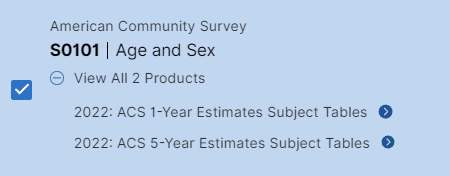 American Community Survey
S0101 | Age and Sex
View All 2 Products
2022: ACS 1-Year Estimates Subject Tables
2022: ACS 5-Year Estimates Subject Tables